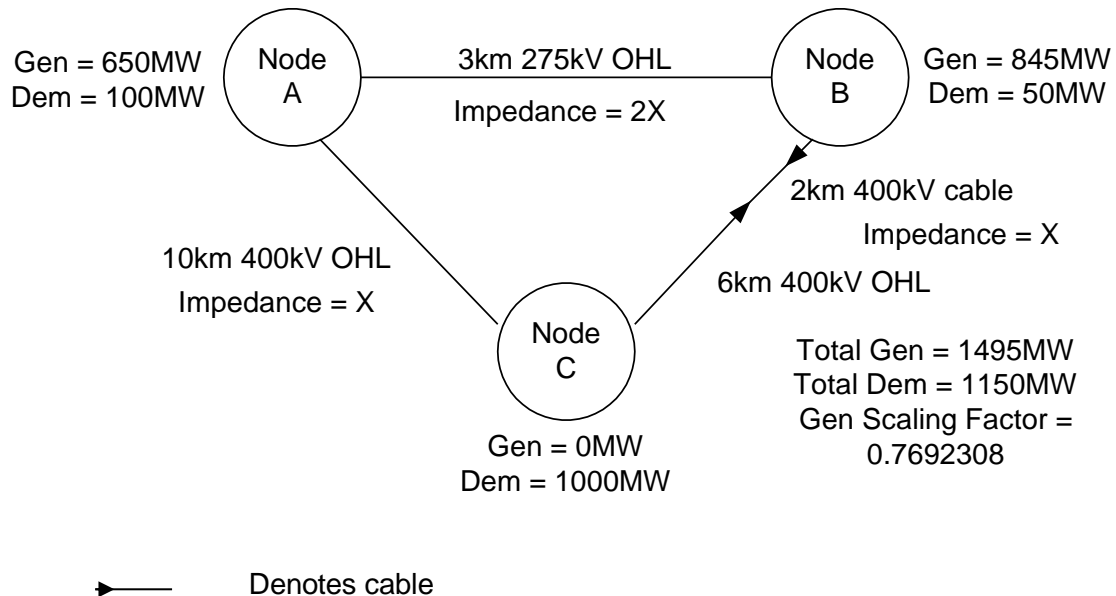 Gen = 650MW
Dem = 100MW
Node
A
3km 275kV OHL
Impedance = 2X
Node
B
Gen = 845MW
Dem = 50MW
2km 400kV cable
Impedance = X
10km 400kV OHL
Impedance = X
6km 400kV OHL
Node
C
Gen = 0MW
Dem = 1000MW
Total Gen = 1495MW
Total Dem = 1150MW
Gen Scaling Factor =
0.7692308
Denotes cable